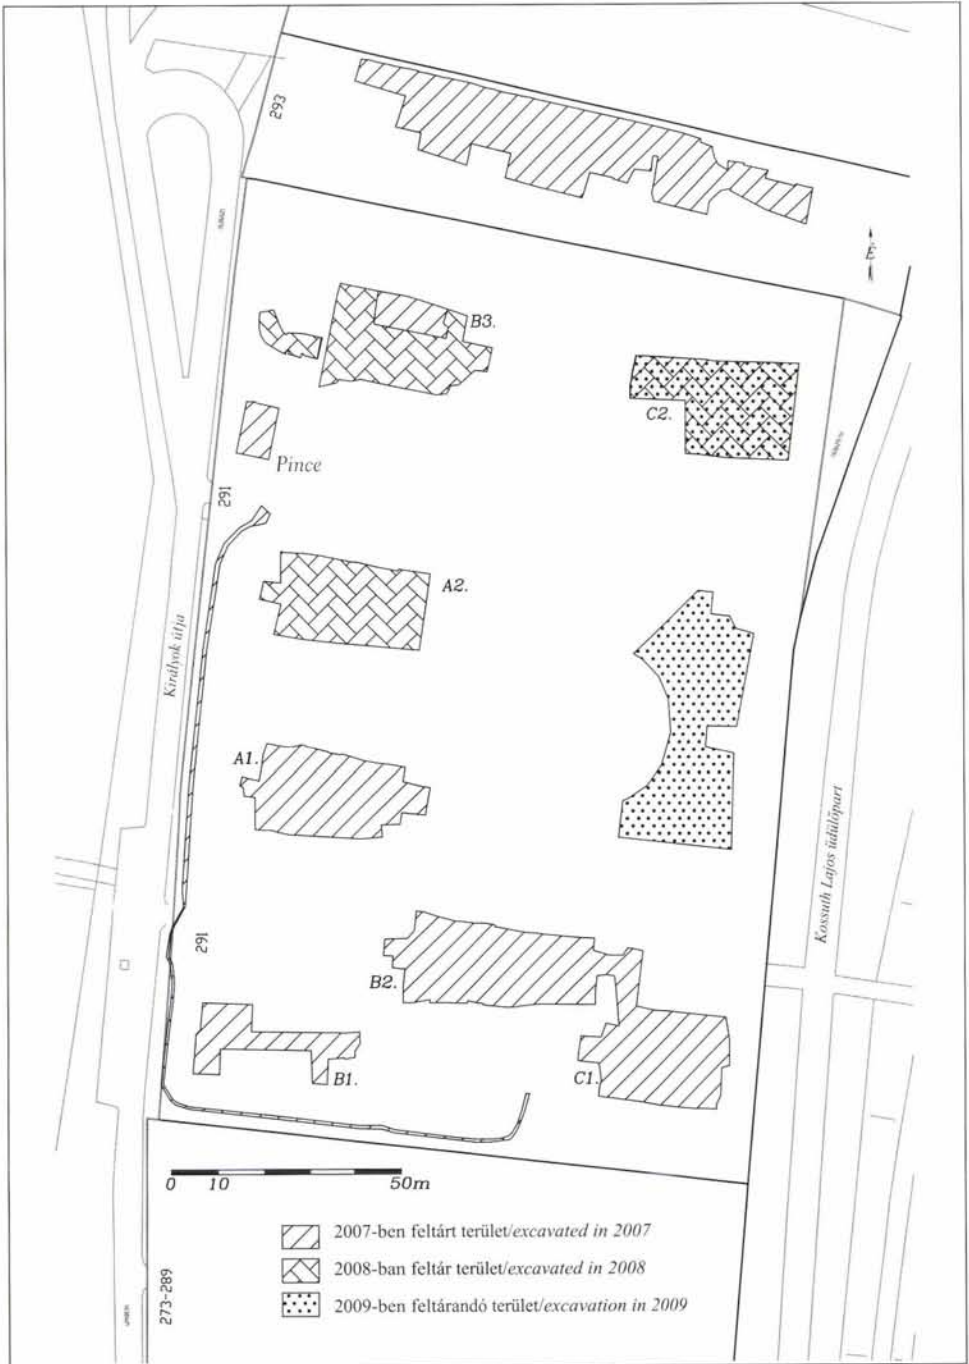 293
É
B3.
C2.
Pince
291
A2.
Királyok útja
A1.
Kossuth Lajos üdülőpart
291
B2.
B1.
C1.
0 10 50m
2007-ben feltárt terület/excavated in 2007
2008-ban feltár terület/excavated in 2008
2009-ben feltárandó terület/excavation in 2009
273-289